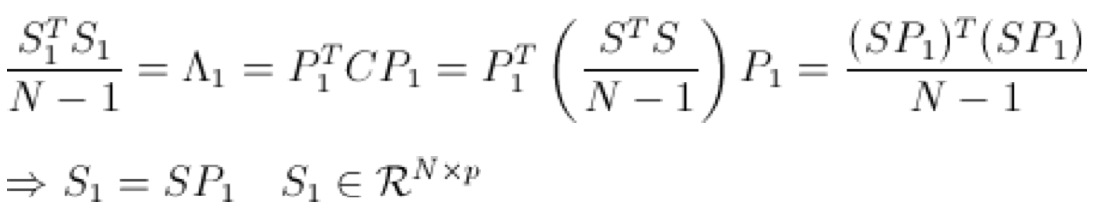 \frac{S_1^T S_1}{N-1} = \Lambda_1 = P_1^T C P_1 = P_1^T \left( \frac{S^T S}{N-1} \right) P_1 = \frac{(SP_1)^T (SP_1)}{N-1}
\Rightarrow S_1 = SP_1 \quad S_1 \in \mathcal{R}^{N \times p}